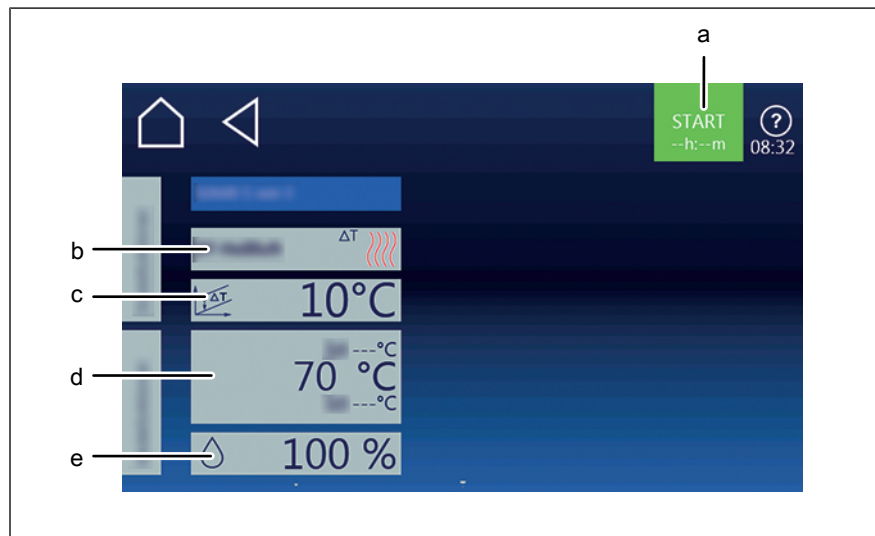 a
START
--h:--m
?
08:32
b
ΔT
c
ΔT
10°C
---°C
d
70 °C
---°C
e
100 %